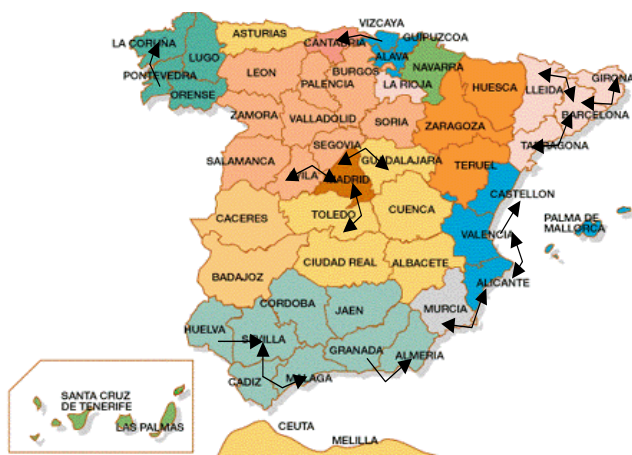 VIZCAYA
ASTURIAS
CANTABRIA
GUIPUZCOA
LA CORUÑA
LUGO
ALAVA
NAVARRA
PONTEVEDRA
LEON
BURGOS
PALENCIA
LA RIOJA
HUESCA
LLEIDA
GIRONA
ORENSE
ZAMORA
VALLADOLID
SORIA
ZARAGOZA
BARCELONA
TARRAGONA
SEGOVIA
SALAMANCA
AVILA
MADRID
GUADALAJARA
TERUEL
CASTELLON
CACERES
TOLEDO
CUENCA
VALENCIA
PALMA DE
MALLORCA
BADAJOZ
CIUDAD REAL
ALBACETE
ALICANTE
CORDOBA
JAEN
MURCIA
HUELVA
SEVILLA
GRANADA
ALMERIA
CADIZ
MALAGA
SANTA CRUZ
DE TENERIFE
LAS PALMAS
CEUTA
MELILLA